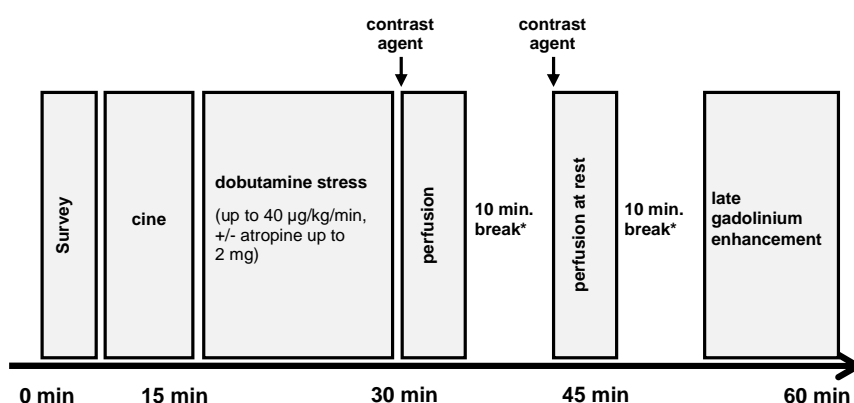 contrast
agent
contrast
agent
Survey
cine
dobutamine stress
(up to 40 µg/kg/min,
+/- atropine up to
2 mg)
perfusion
10 min.
break*
perfusion at rest
10 min.
break*
late
gadolinium
enhancement
0 min
15 min
30 min
45 min
60 min